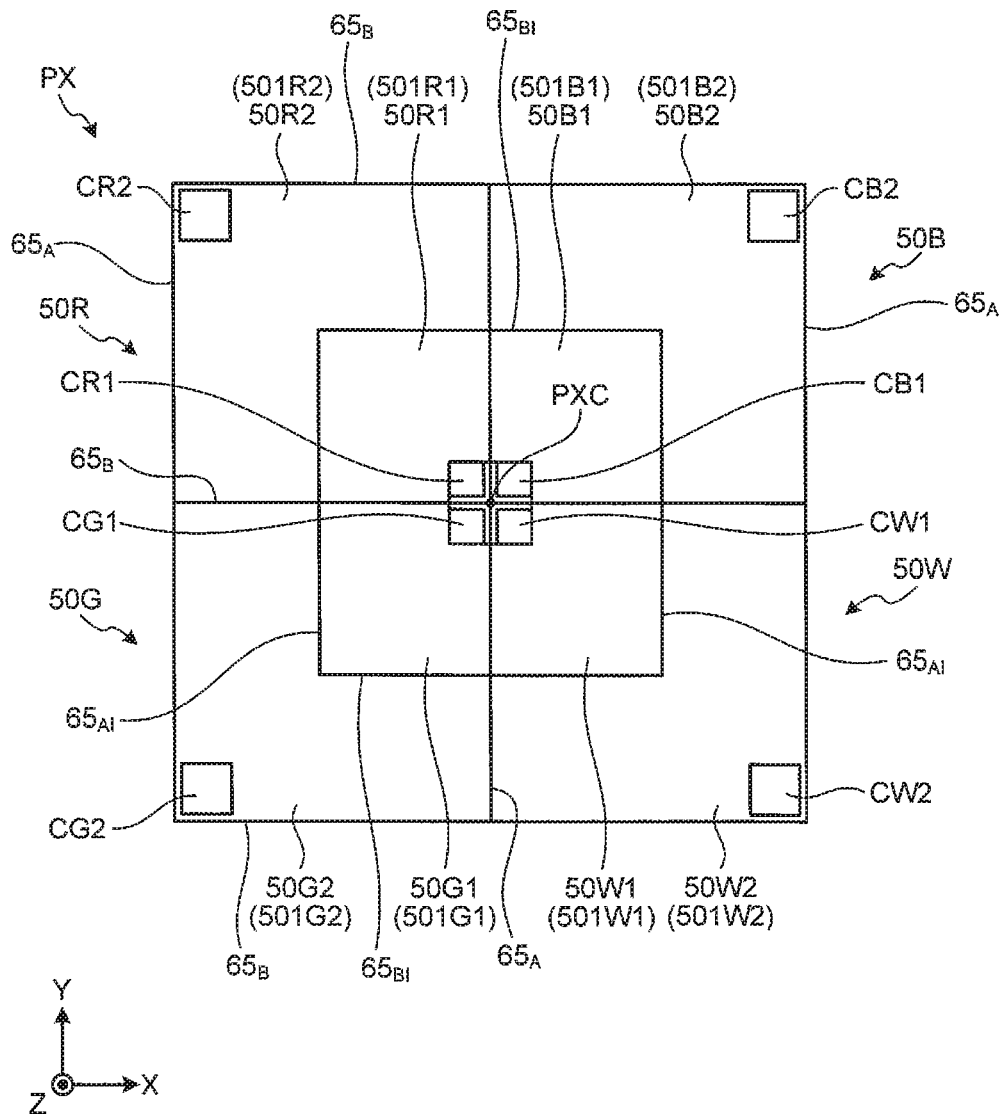 65B
65BI
PX
(501R2) (501R1) (501B1) (501B2)
50R2 50R1 50B1 50B2
CR2
CB2
65A
50B
50R
65A
CR1
PXC
CB1
65B
CG1
CW1
50G
50W
65AI
65AI
CG2
CW2
50G2 50G1 50W1 50W2
(501G2) (501G1) (501W1) (501W2)
65B
65BI
65A
Y
Z
X